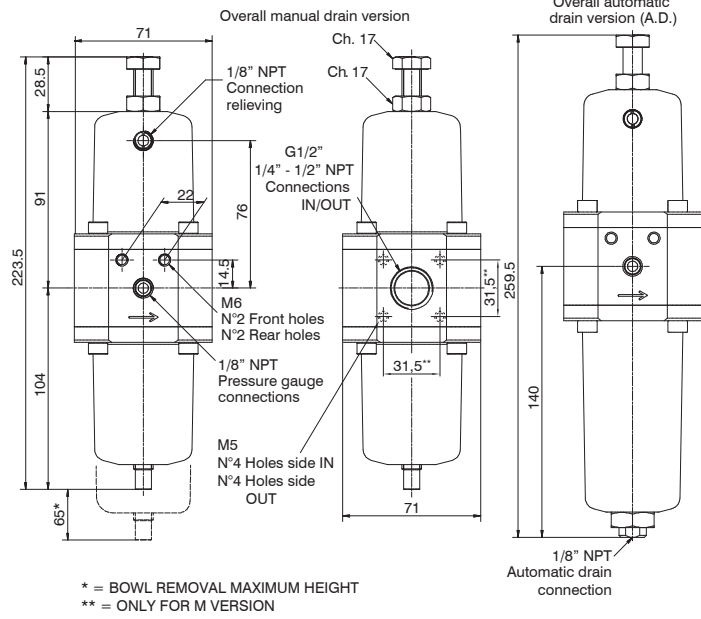 Overall manual drain version
Overall automatic
drain version (A.D.)
71
28.5
91
223.5
104
65*
1/8” NPT
Connection
relieving
22
76
14.5
M6
N°2 Front holes
N°2 Rear holes
1/8” NPT
Pressure gauge
connections
Ch. 17
Ch. 17
G1/2”
1/4” - 1/2” NPT
Connections
IN/OUT
31,5**
31,5**
M5
N°4 Holes side IN
N°4 Holes side
OUT
71
259.5
140
1/8” NPT
Automatic drain
connection
* = BOWL REMOVAL MAXIMUM HEIGHT
** = ONLY FOR M VERSION